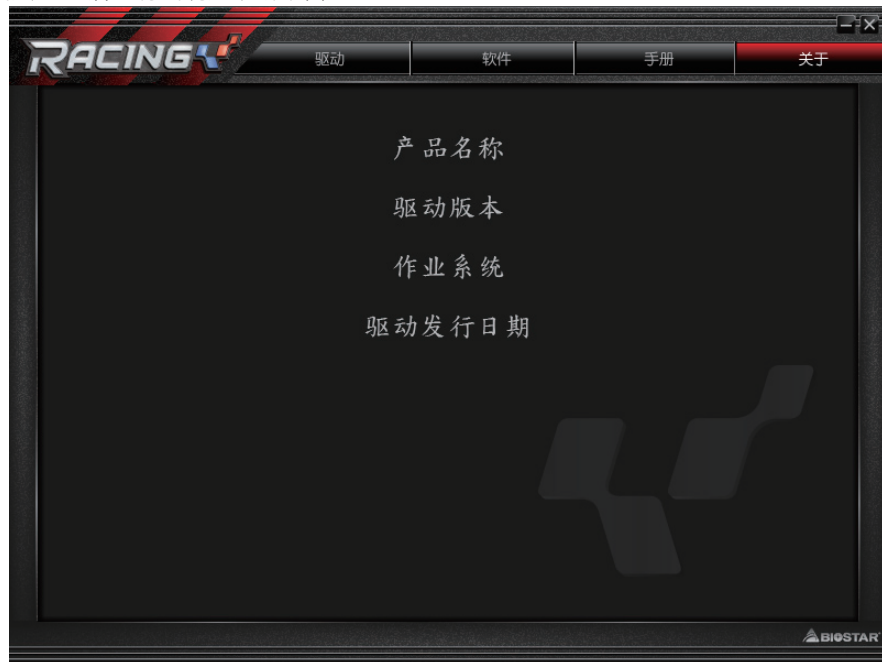 RACING
驱动 软件 手册 关于
产品名称
驱动版本
作业系统
驱动发行日期
BIOSTAR